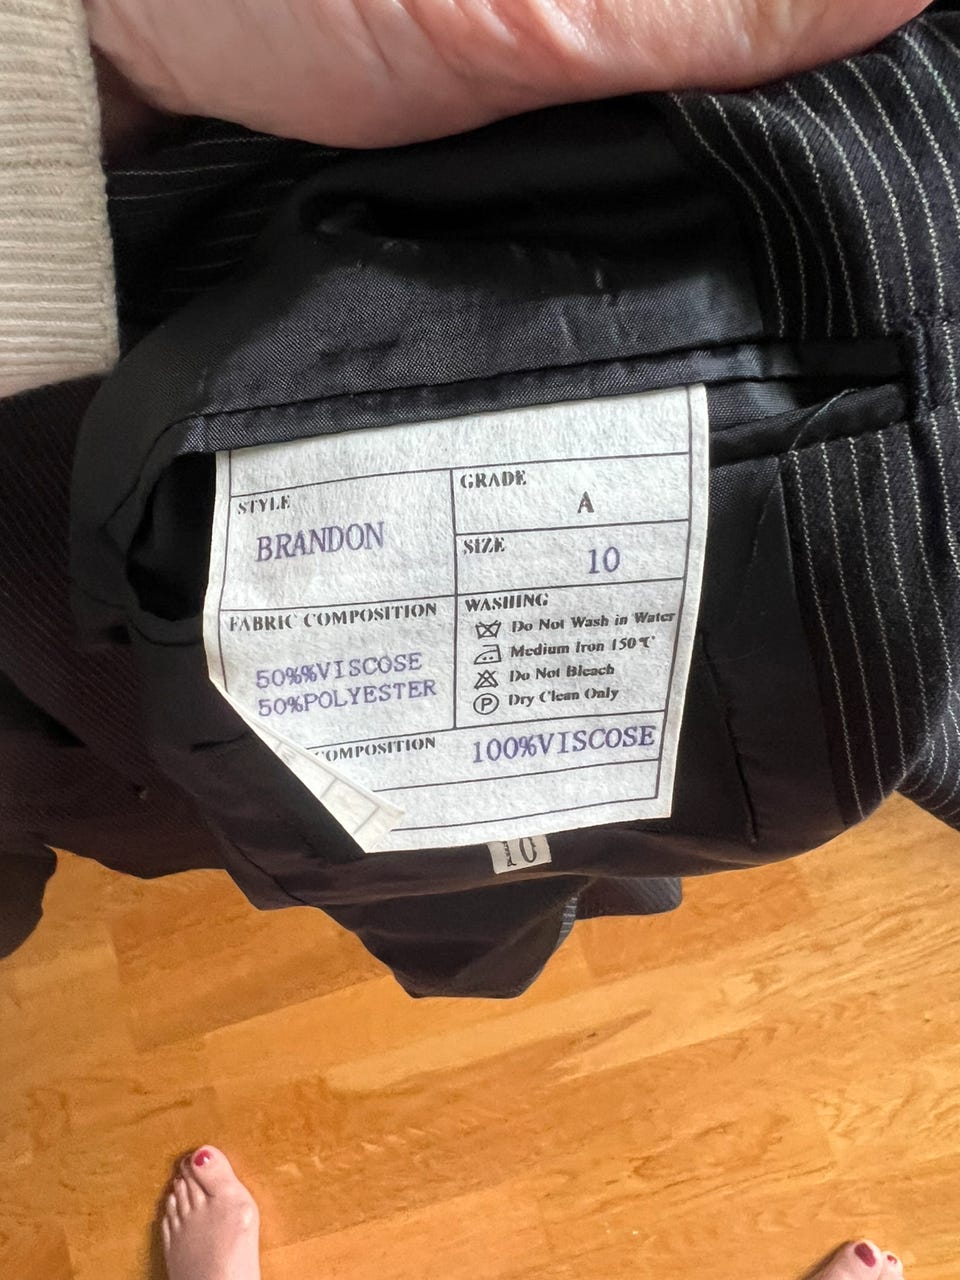 STYLE
BRANDON
GRADE
A
SIZE
10
FABRIC COMPOSITION
50%%VISCOSE
50%POLYESTER
WASHING
Do Not Wash in Water
Medium Iron 150℃
Do Not Bleach
P Dry Clean Only
COMPOSITION
100%VISCOSE